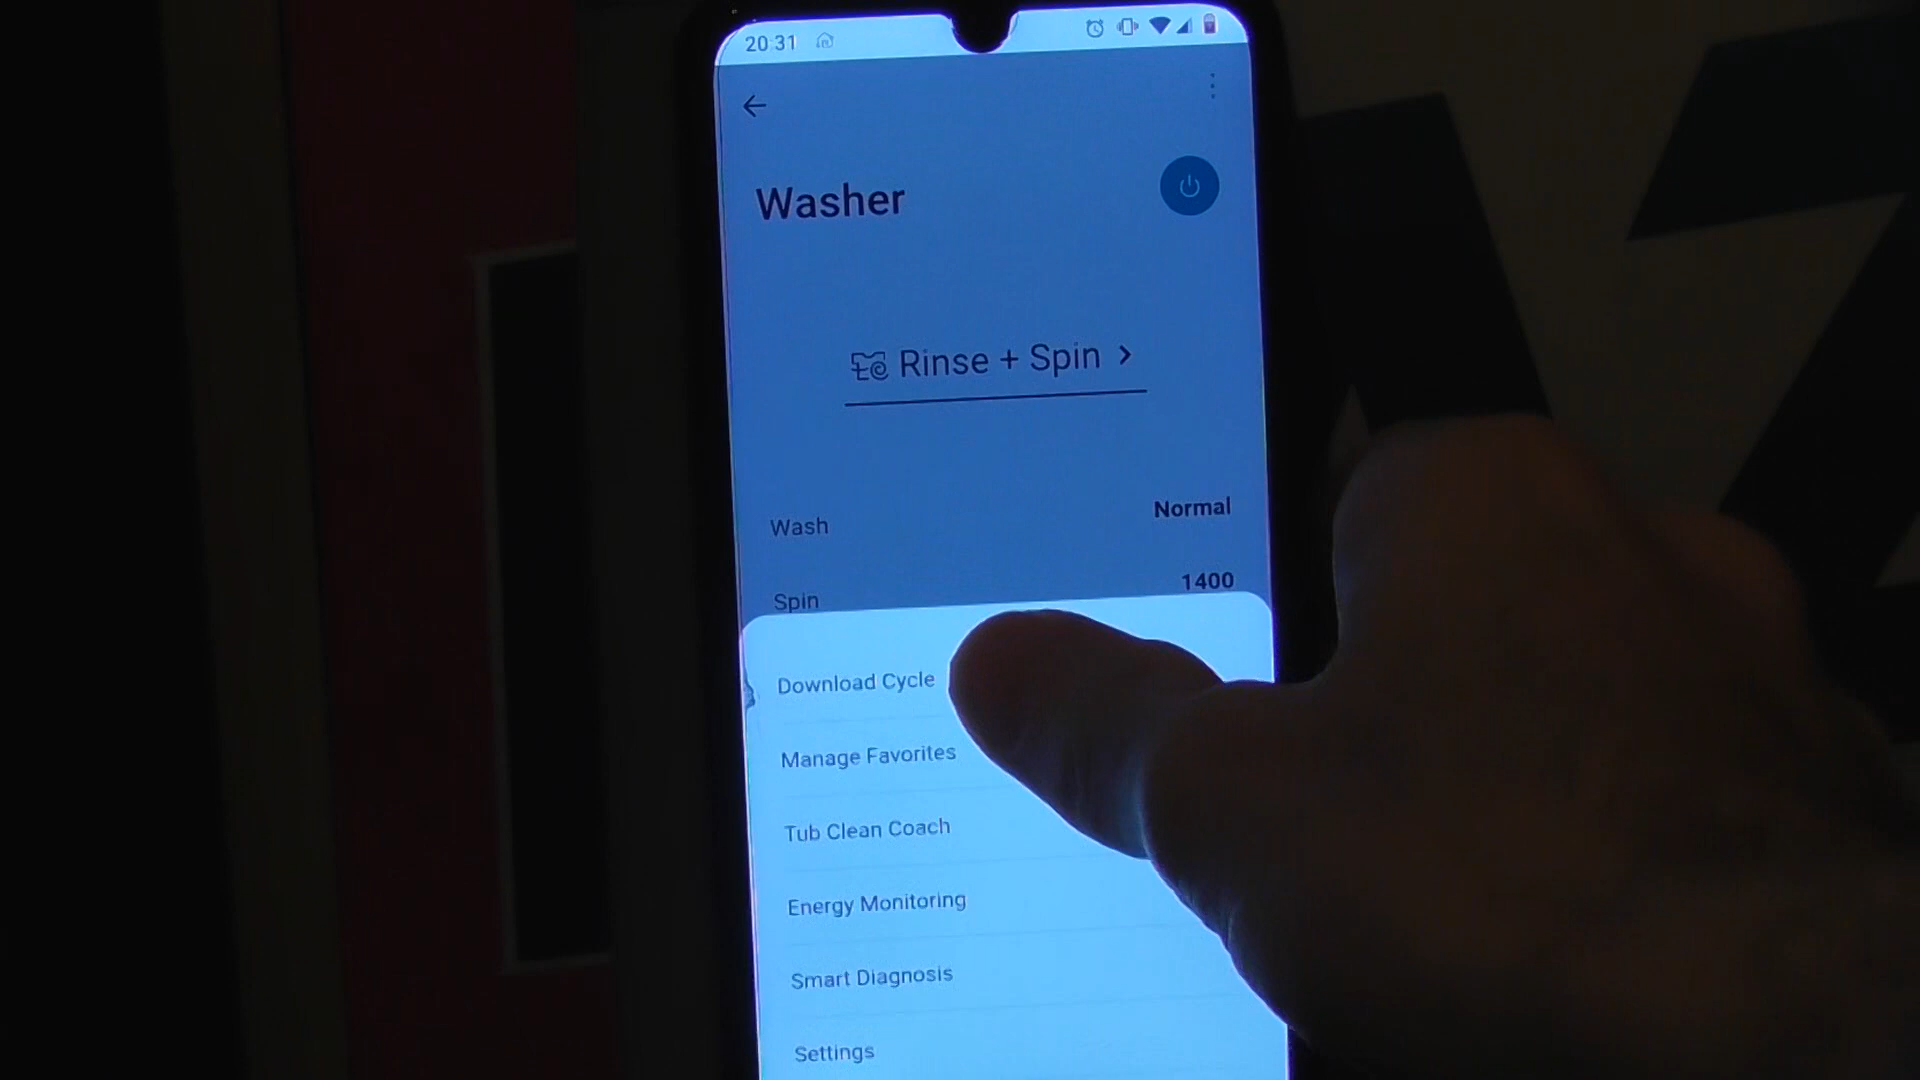 20:31
Washer
Rinse + Spin >
Wash Normal
Spin 1400
Download Cycle
Manage Favorites
Tub Clean Coach
Energy Monitoring
Smart Diagnosis
Settings